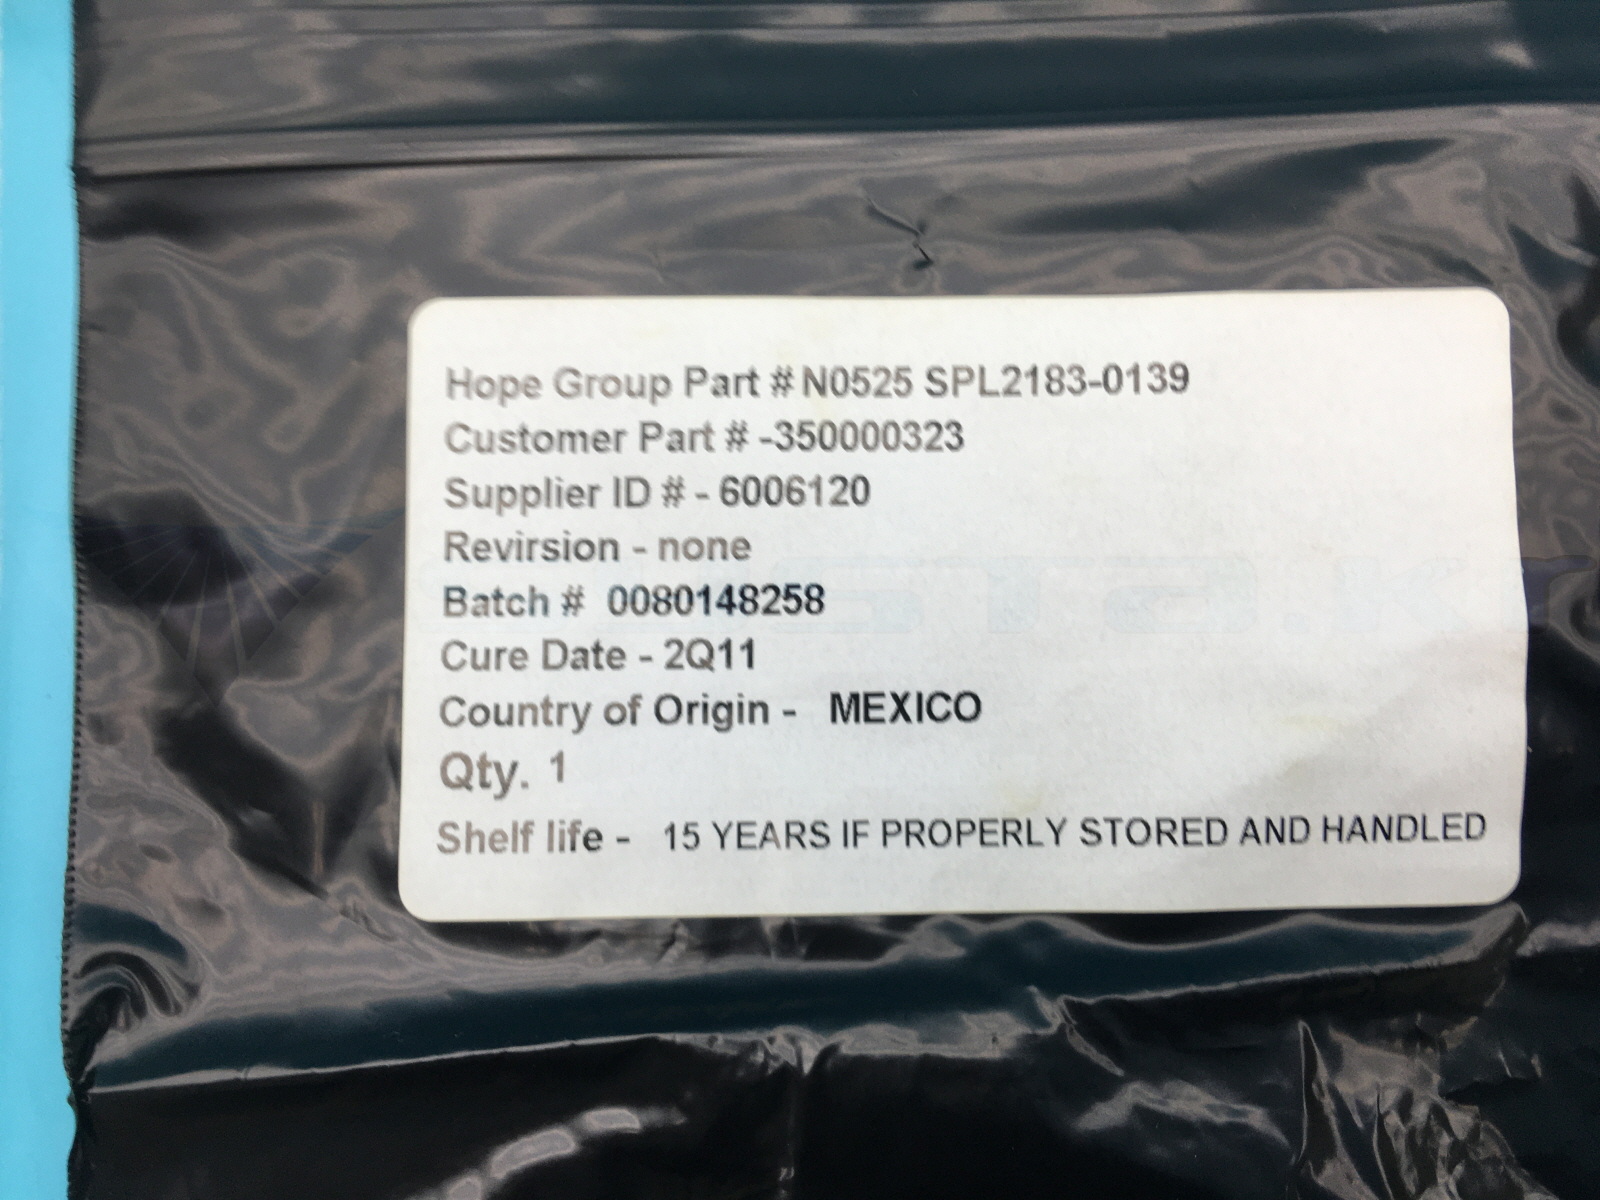 Hope Group Part # N0525 SPL2183-0139
Customer Part # -350000323
Supplier ID # - 6006120
Revirsion - none
Batch # 0080148258
Cure Date - 2Q11
Country of Origin - MEXICO
Qty. 1
Shelf life - 15 YEARS IF PROPERLY STORED AND HANDLED